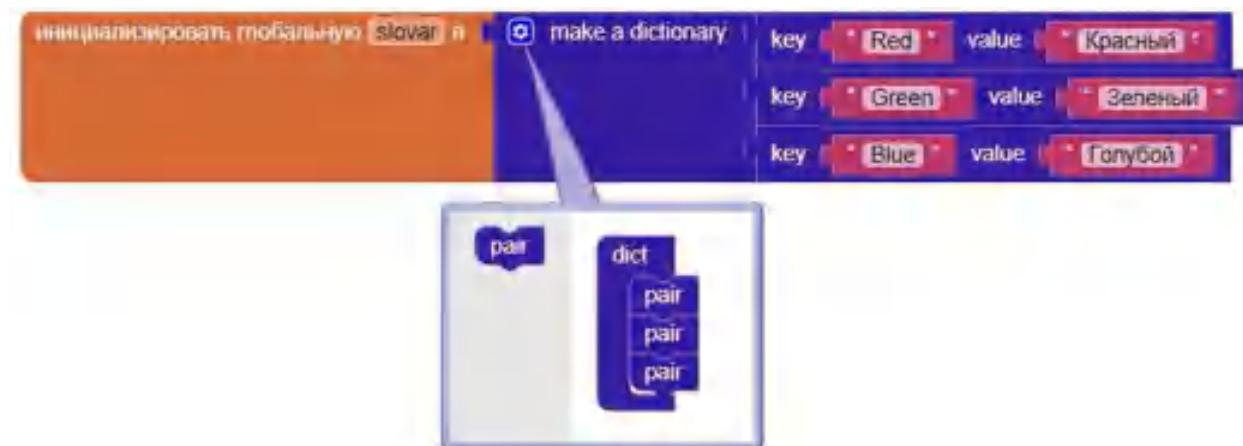 инициализировать глобальную slovar в make a dictionary key " Red " value " Красный "
key " Green " value " Зеленый "
key " Blue " value " Голубой "
pair dict
pair
pair
pair